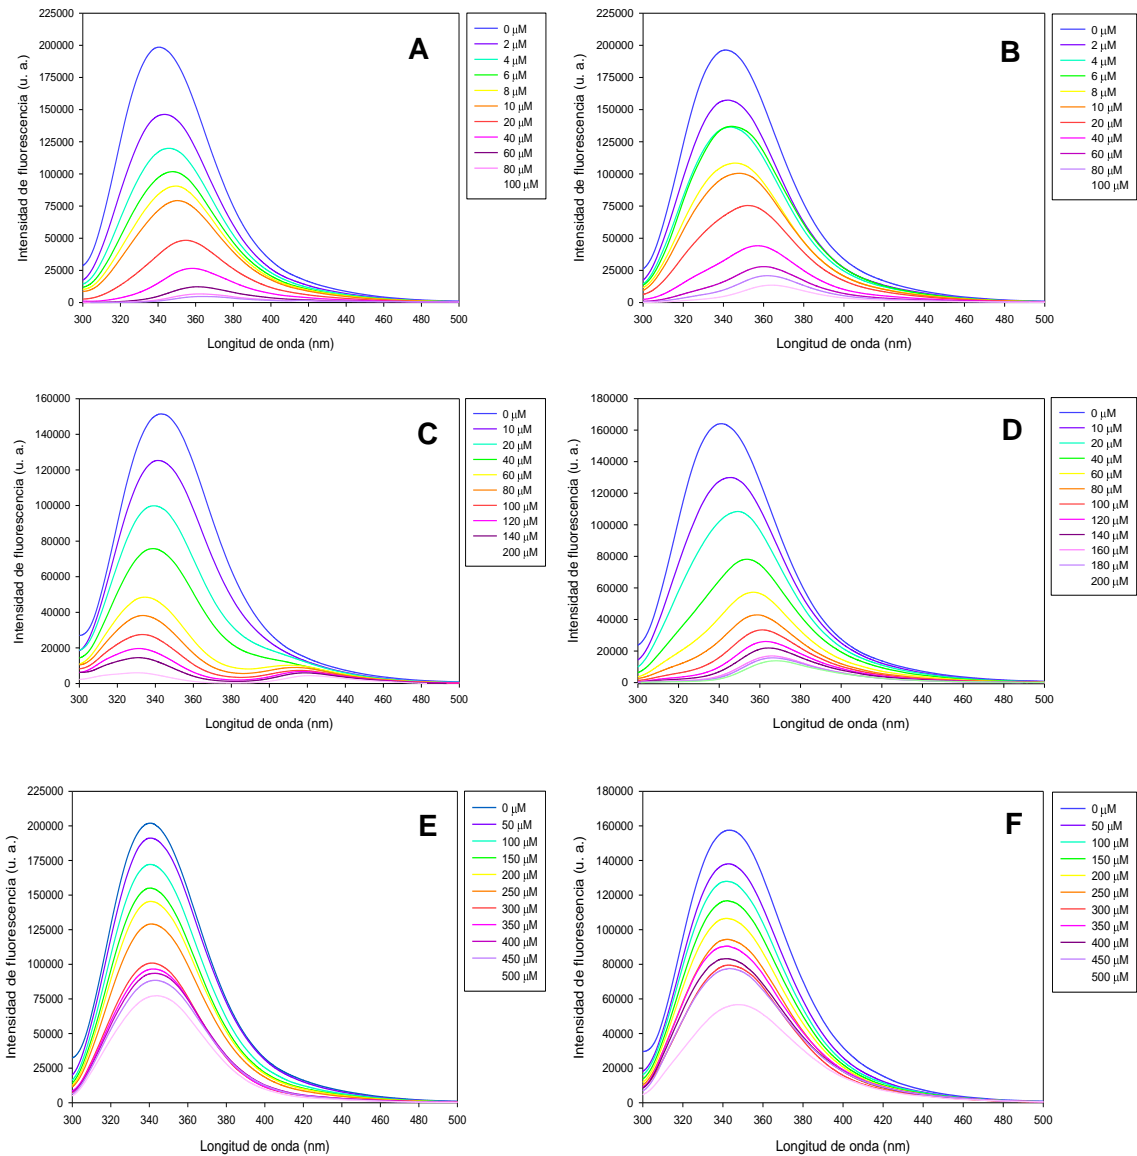 A
Intensidad de fluorescencia (u. a.)
225000
200000
175000
150000
125000
100000
75000
50000
25000
0
300 320 340 360 380 400 420 440 460 480 500
Longitud de onda (nm)
0 μM
2 μM
4 μM
6 μM
8 μM
10 μM
20 μM
40 μM
60 μM
80 μM
100 μM
B
Intensidad de fluorescencia (u. a.)
225000
200000
175000
150000
125000
100000
75000
50000
25000
0
300 320 340 360 380 400 420 440 460 480 500
Longitud de onda (nm)
0 μM
2 μM
4 μM
6 μM
8 μM
10 μM
20 μM
40 μM
60 μM
80 μM
100 μM
C
Intensidad de fluorescencia (u. a.)
160000
140000
120000
100000
80000
60000
40000
20000
0
300 320 340 360 380 400 420 440 460 480 500
Longitud de onda (nm)
0 μM
10 μM
20 μM
40 μM
60 μM
80 μM
100 μM
120 μM
140 μM
200 μM
D
Intensidad de fluorescencia (u. a.)
180000
160000
140000
120000
100000
80000
60000
40000
20000
0
300 320 340 360 380 400 420 440 460 480 500
Longitud de onda (nm)
0 μM
10 μM
20 μM
40 μM
60 μM
80 μM
100 μM
120 μM
140 μM
160 μM
180 μM
200 μM
E
Intensidad de fluorescencia (u. a.)
225000
200000
175000
150000
125000
100000
75000
50000
25000
0
300 320 340 360 380 400 420 440 460 480 500
Longitud de onda (nm)
0 μM
50 μM
100 μM
150 μM
200 μM
250 μM
300 μM
350 μM
400 μM
450 μM
500 μM
F
Intensidad de fluorescencia (u. a.)
180000
160000
140000
120000
100000
80000
60000
40000
20000
0
300 320 340 360 380 400 420 440 460 480 500
Longitud de onda (nm)
0 μM
50 μM
100 μM
150 μM
200 μM
250 μM
300 μM
350 μM
400 μM
450 μM
500 μM